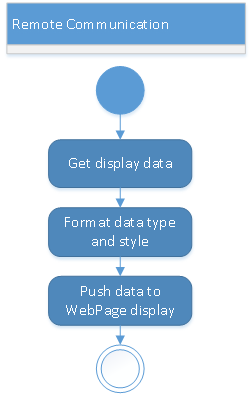 Remote Communication
Get display data
Format data type
and style
Push data to
WebPage display